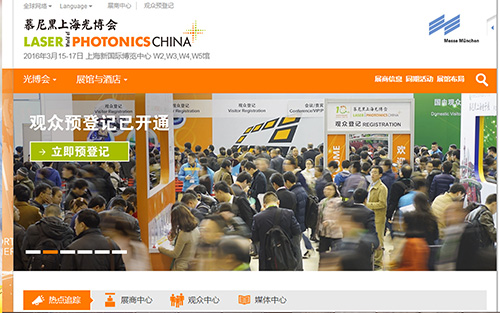 全球网络 Language 展商中心 观众预登记
慕尼黑上海光博会
LASER World of PHOTONICS CHINA
2016年3月15-17日 上海新国际博览中心 W2,W3,W4,W5馆
Messe München
光博会 展馆与酒店 展商信息 同期活动 展馆布局
观众预登记已开通
立即预登记
观众登记
Visitor Registration
观众登记
Visitor Registration
会议/贵宾
Conference/VIP
慕尼黑上海光博会
LASER PHOTONICS CHINA
观众登记 REGISTRATION
国内观众
Dynamic Visitor
欢迎
热点追踪 展商中心 观众中心 媒体中心